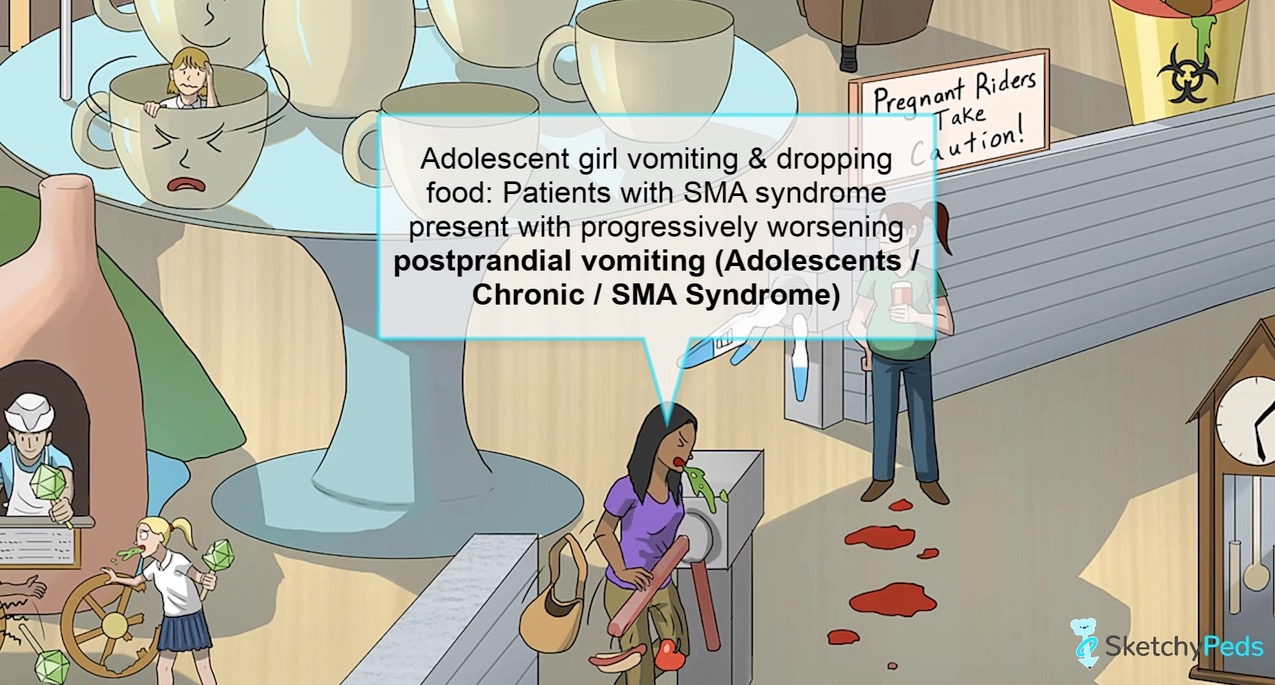 Pregnant Riders
Take
Caution!
Adolescent girl vomiting & dropping
food: Patients with SMA syndrome
present with progressively worsening
postprandial vomiting (Adolescents /
Chronic / SMA Syndrome)
SketchyPeds